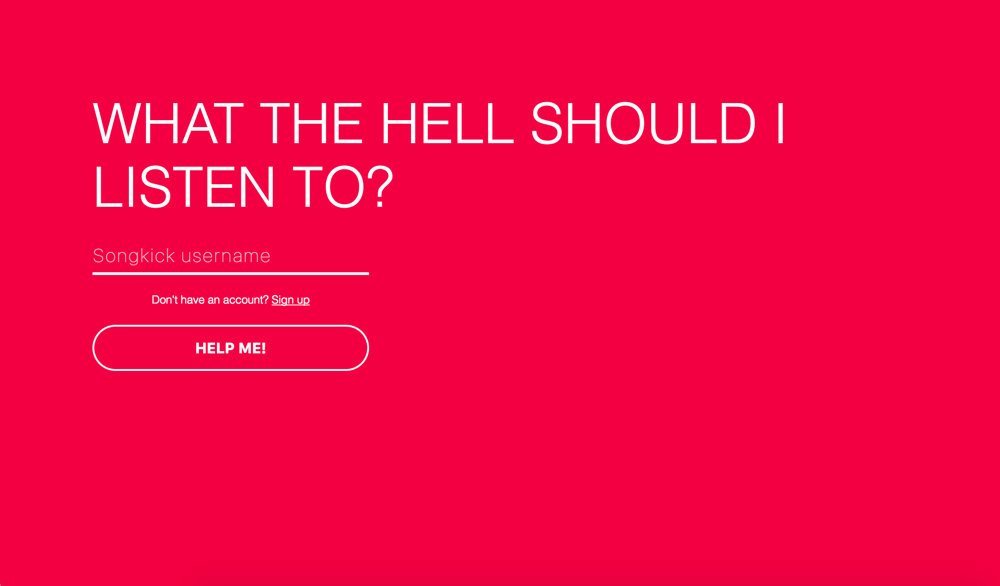 WHAT THE HELL SHOULD I
LISTEN TO?
Songkick username
Don't have an account? Sign up
HELP ME!